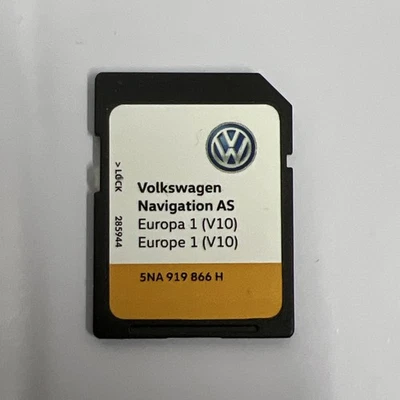 > LOCK
285944
Volkswagen
Navigation AS
Europa 1 (V10)
Europe 1 (V10)
5NA 919 866 H